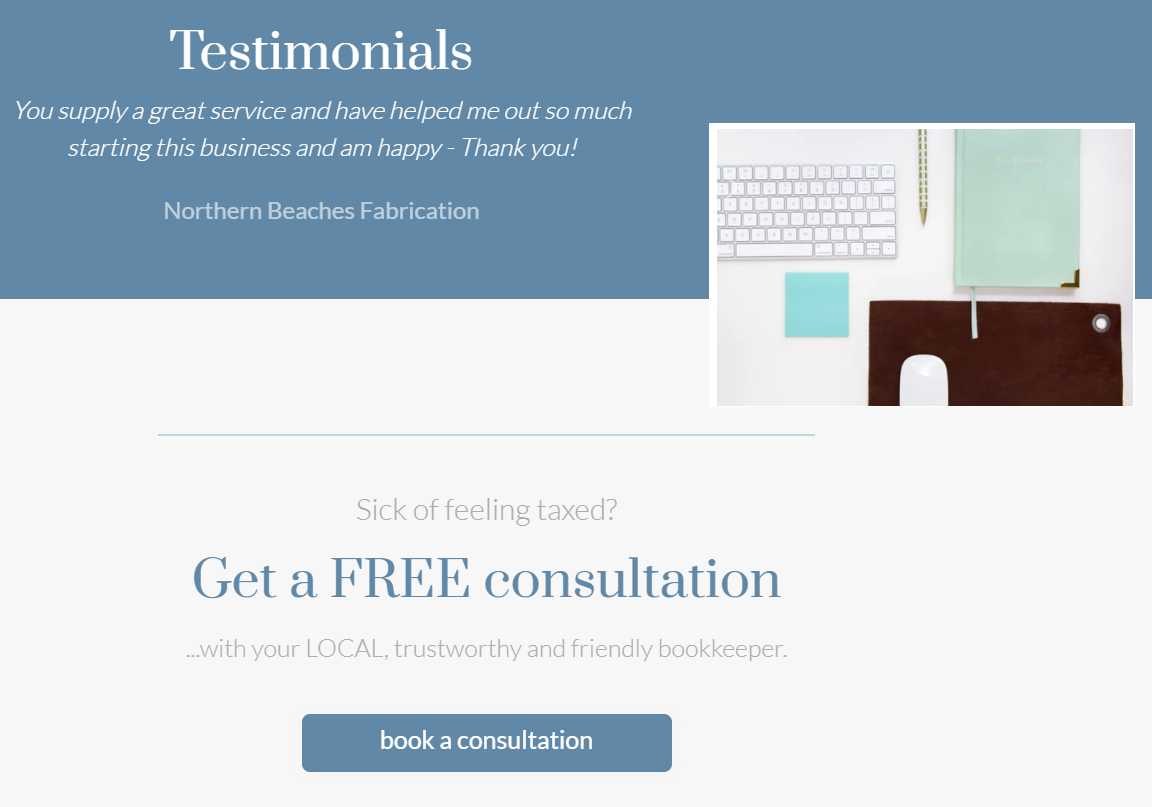 Testimonials
You supply a great service and have helped me out so much
starting this business and am happy - Thank you!
Northern Beaches Fabrication
Sick of feeling taxed?
Get a FREE consultation
...with your LOCAL, trustworthy and friendly bookkeeper.
book a consultation